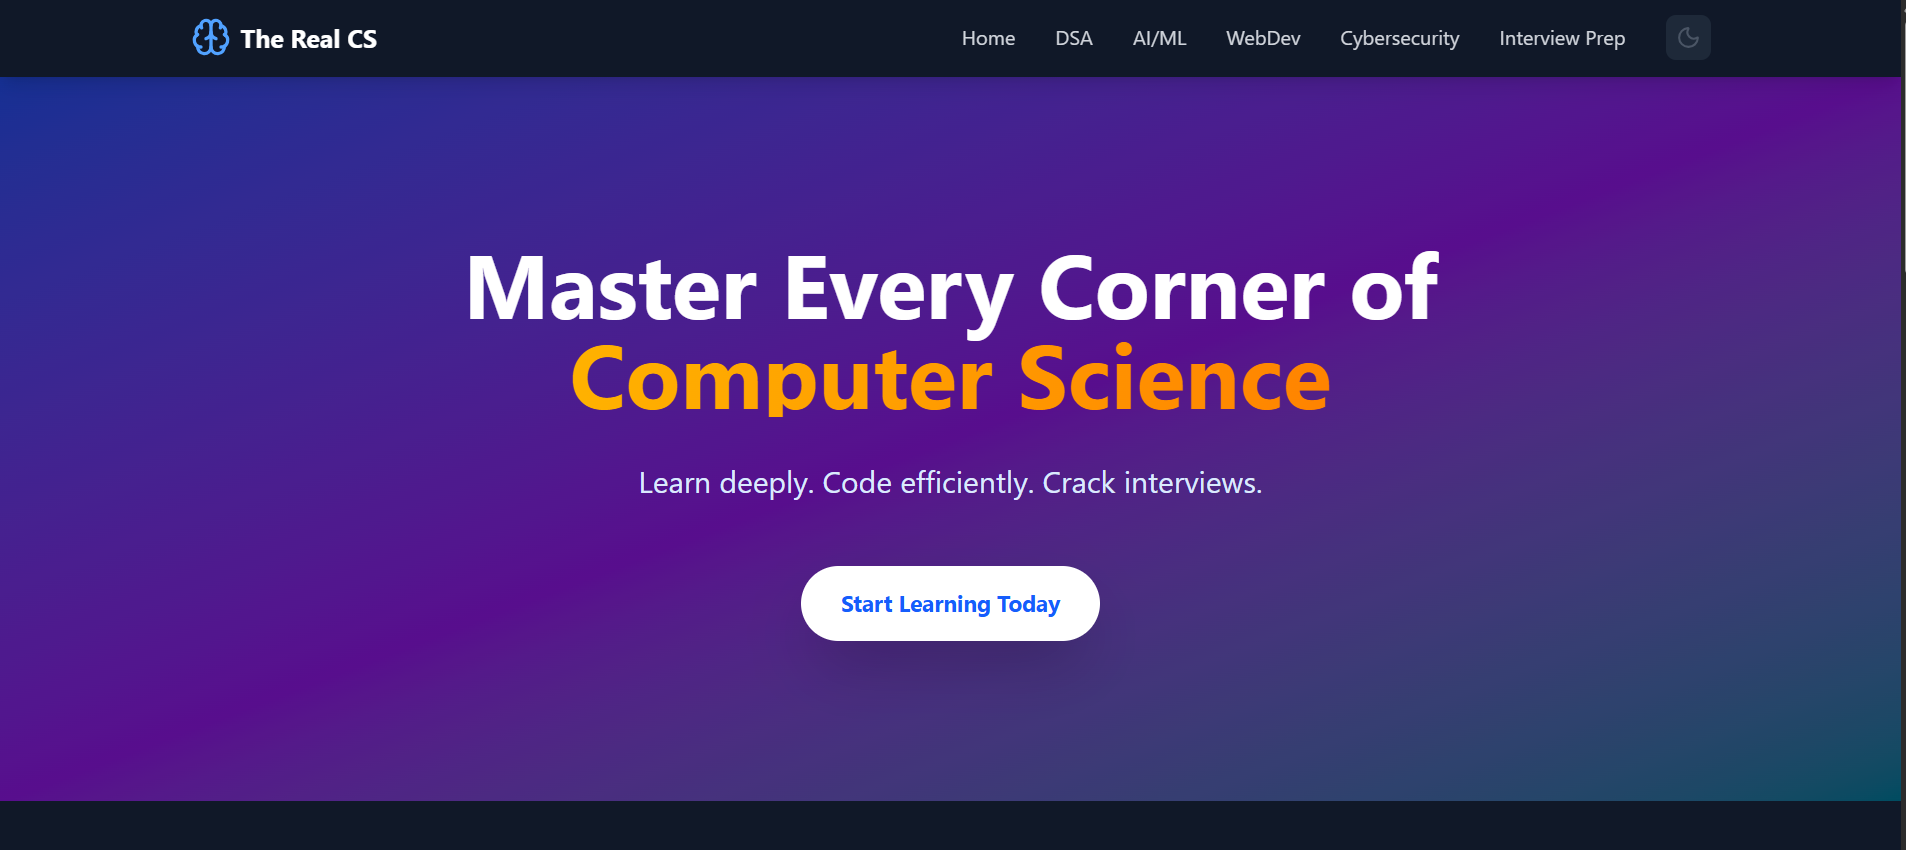 The Real CS
Home DSA AI/ML WebDev Cybersecurity Interview Prep
Master Every Corner of
Computer Science
Learn deeply. Code efficiently. Crack interviews.
Start Learning Today